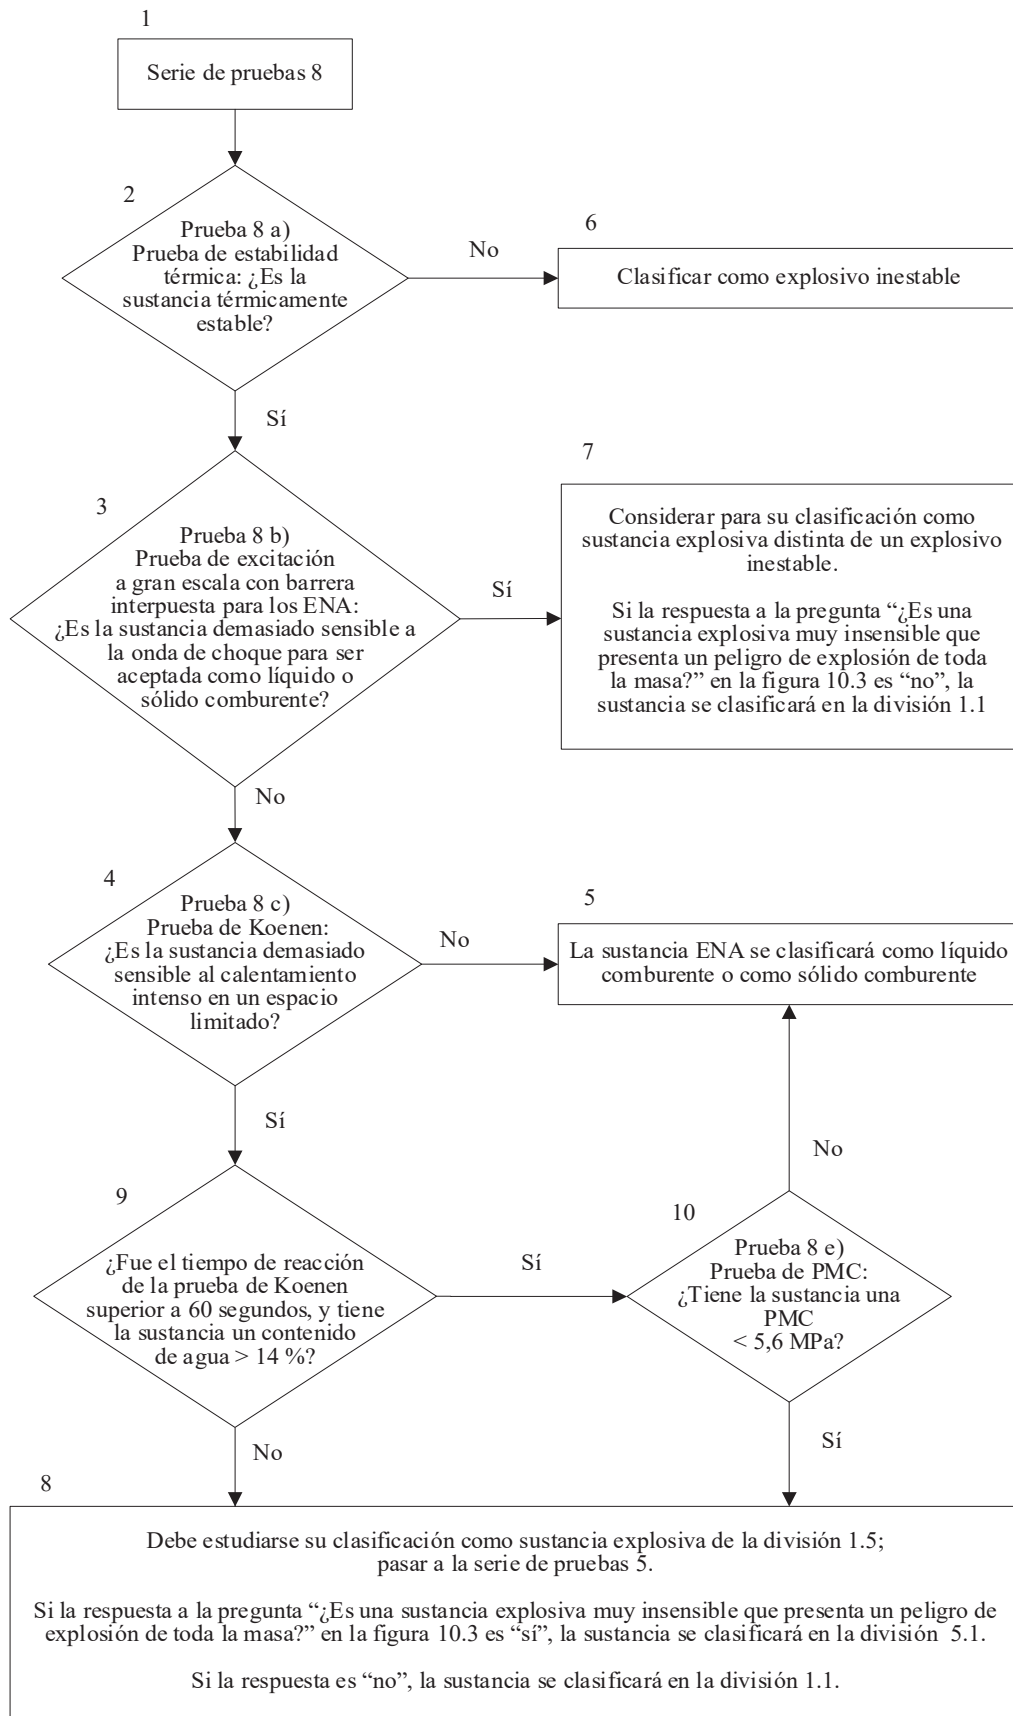 1
Serie de pruebas 8
2
Prueba 8 a)
Prueba de estabilidad
térmica: ¿Es la
sustancia térmicamente
estable?
No
6
Clasificar como explosivo inestable
Sí
3
Prueba 8 b)
Prueba de excitación
a gran escala con barrera
interpuesta para los ENA:
¿Es la sustancia demasiado sensible a
la onda de choque para ser
aceptada como líquido o
sólido comburente?
Sí
7
Considerar para su clasificación como
sustancia explosiva distinta de un explosivo
inestable.
Si la respuesta a la pregunta “¿Es una
sustancia explosiva muy insensible que
presenta un peligro de explosión de toda
la masa?” en la figura 10.3 es “no”, la
sustancia se clasificará en la división 1.1
No
4
Prueba 8 c)
Prueba de Koenen:
¿Es la sustancia demasiado
sensible al calentamiento
intenso en un espacio
limitado?
No
5
La sustancia ENA se clasificará como líquido
comburente o como sólido comburente
Sí
No
9
¿Fue el tiempo de reacción
de la prueba de Koenen
superior a 60 segundos, y tiene
la sustancia un contenido
de agua > 14 %?
Sí
10
Prueba 8 e)
Prueba de PMC:
¿Tiene la sustancia una
PMC
< 5,6 MPa?
No
Sí
8
Debe estudiarse su clasificación como sustancia explosiva de la división 1.5;
pasar a la serie de pruebas 5.
Si la respuesta a la pregunta “¿Es una sustancia explosiva muy insensible que presenta un peligro de
explosión de toda la masa?” en la figura 10.3 es “sí”, la sustancia se clasificará en la división 5.1.
Si la respuesta es “no”, la sustancia se clasificará en la división 1.1.